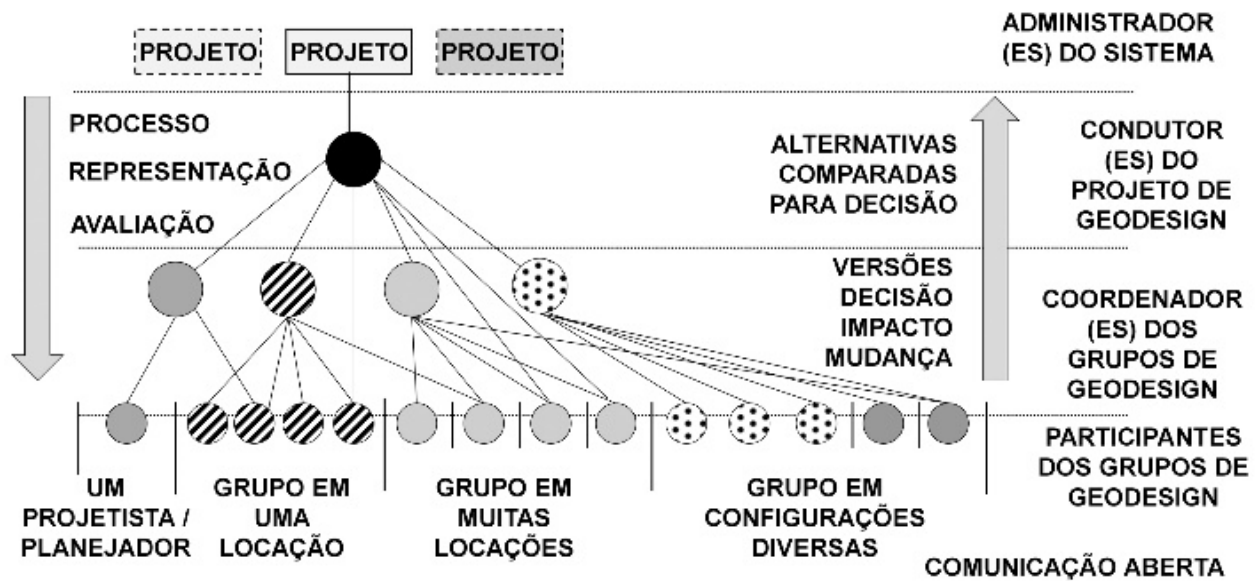 PROJETO
PROJETO
PROJETO
ADMINISTRADOR
(ES) DO SISTEMA
PROCESSO
REPRESENTAÇÃO
AVALIAÇÃO
ALTERNATIVAS
COMPARADAS
PARA DECISÃO
CONDUTOR
(ES) DO
PROJETO DE
GEODESIGN
VERSÕES
DECISÃO
IMPACTO
MUDANÇA
COORDENADOR
(ES) DOS
GRUPOS DE
GEODESIGN
UM
PROJETISTA /
PLANEJADOR
GRUPO EM
UMA
LOCAÇÃO
GRUPO EM
MUITAS
LOCAÇÕES
GRUPO EM
CONFIGURAÇÕES
DIVERSAS
PARTICIPANTES
DOS GRUPOS DE
GEODESIGN
COMUNICAÇÃO ABERTA